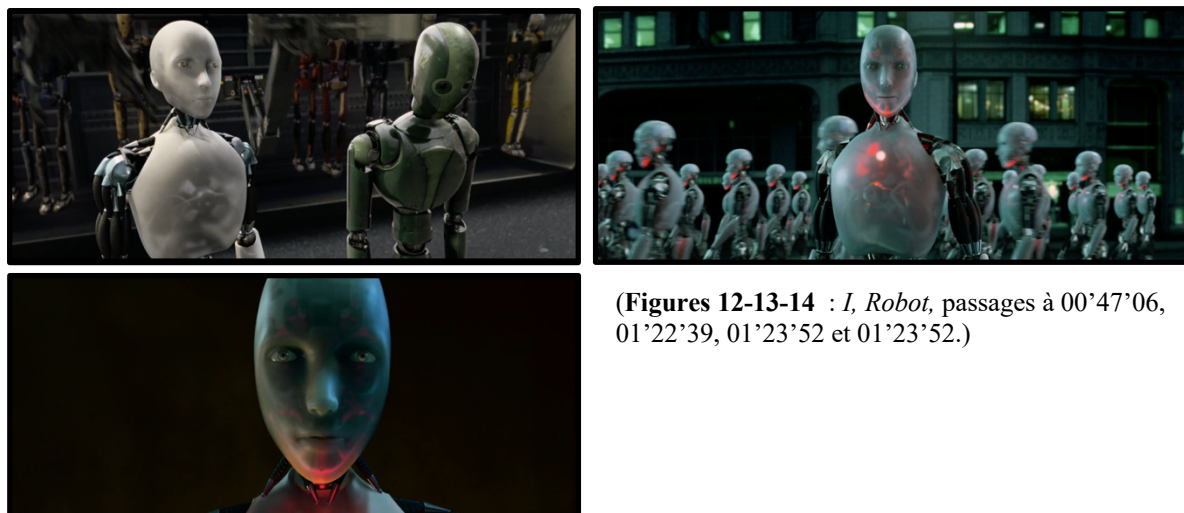 (Figures 12-13-14 : I, Robot, passages à 00’47’06,
01’22’39, 01’23’52 et 01’23’52.)